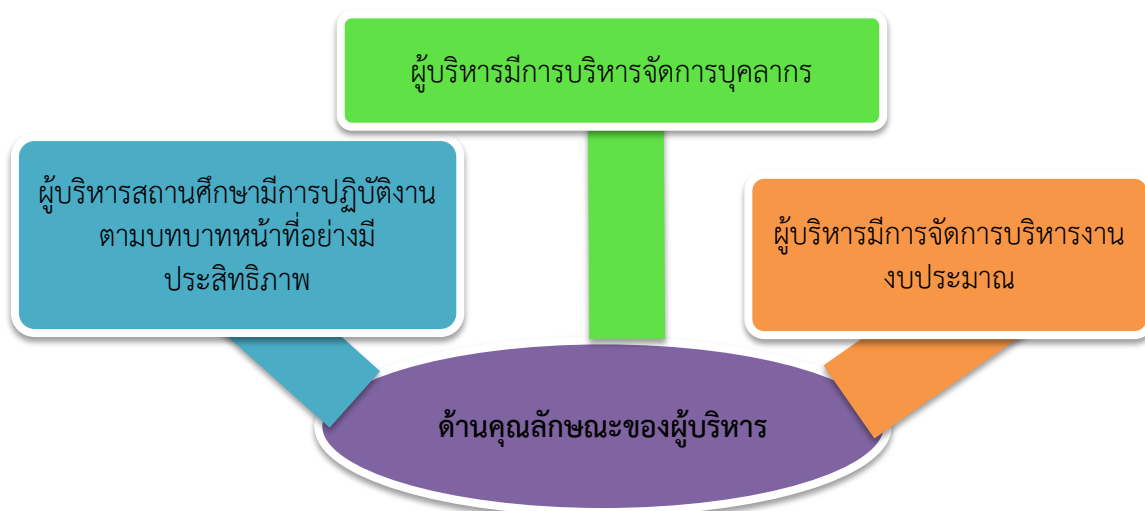 ผู้บริหารมีการบริหารจัดการบุคลากร
ผู้บริหารสถานศึกษามีการปฏิบัติงาน
ตามบทบาทหน้าที่อย่างมี
ประสิทธิภาพ
ผู้บริหารมีการจัดการบริหารงาน
งบประมาณ
ด้านคุณลักษณะของผู้บริหาร